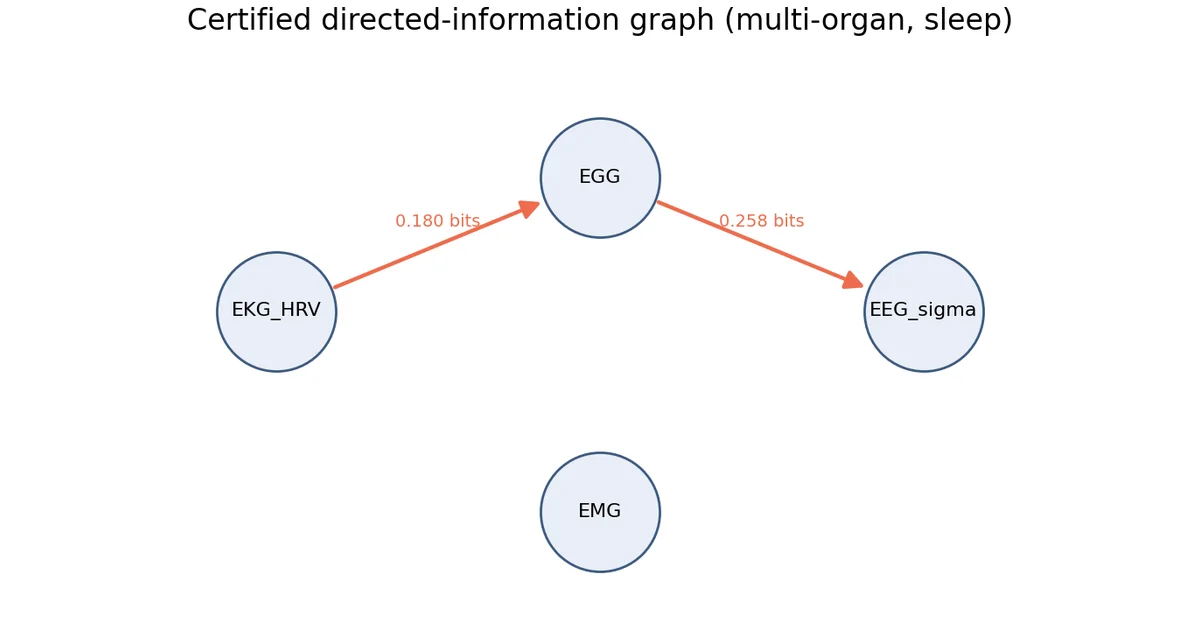 Certified directed-information graph (multi-organ, sleep)
EGG
0.180 bits
0.258 bits
EKG_HRV
EEG_sigma
EMG